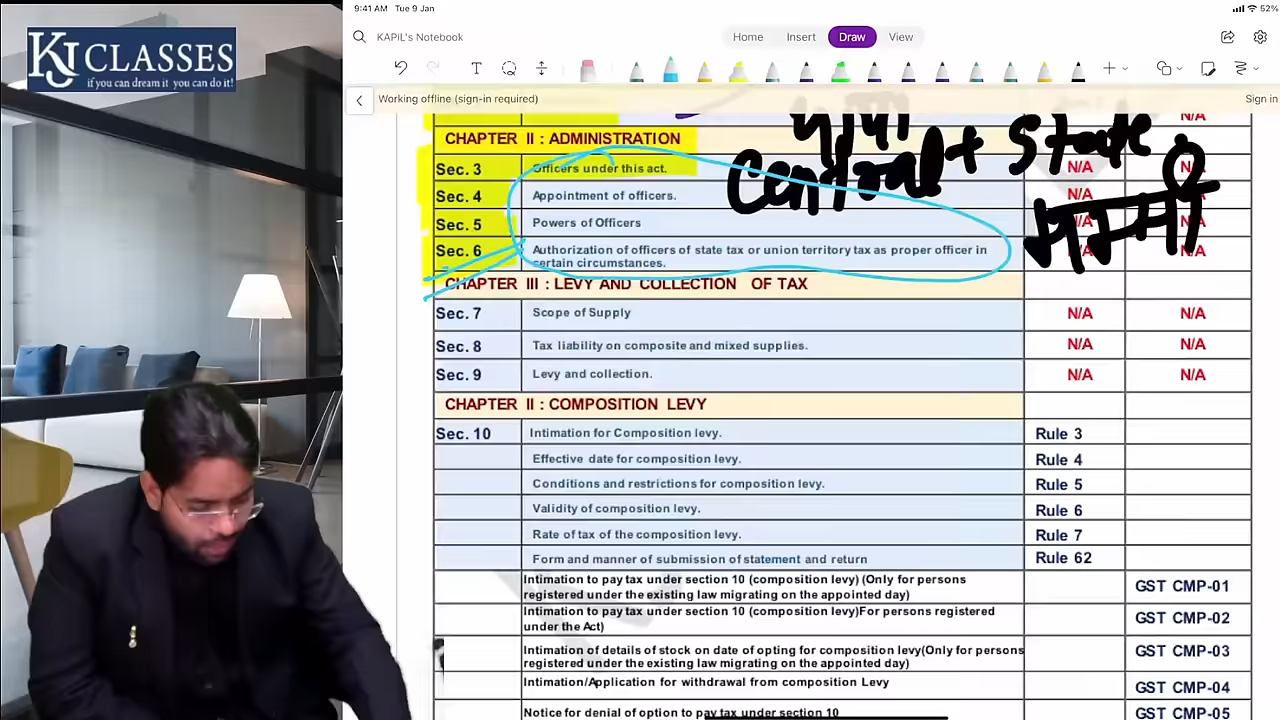 9:41 AM Tue 9 Jan
52%
KJ CLASSES
if you can dream it you can do it!
KAPIL's Notebook
Home Insert Draw View
Working offline (sign-in required)
Sign in
N/A
CHAPTER II : ADMINISTRATION
Central + State
Sec. 3 Officers under this act. N/A N/A
Sec. 4 Appointment of officers. N/A
Sec. 5 Powers of Officers N/A N/A
Sec. 6 Authorization of officers of state tax or union territory tax as proper officer in N/A N/A
certain circumstances.
CHAPTER III : LEVY AND COLLECTION OF TAX
Sec. 7 Scope of Supply N/A N/A
Sec. 8 Tax liability on composite and mixed supplies. N/A N/A
Sec. 9 Levy and collection. N/A N/A
CHAPTER II : COMPOSITION LEVY
Sec. 10 Intimation for Composition levy. Rule 3
Effective date for composition levy. Rule 4
Conditions and restrictions for composition levy. Rule 5
Validity of composition levy. Rule 6
Rate of tax of the composition levy. Rule 7
Form and manner of submission of statement and return Rule 62
Intimation to pay tax under section 10 (composition levy) (Only for persons
registered under the existing law migrating on the appointed day) GST CMP-01
Intimation to pay tax under section 10 (composition levy)For persons registered
under the Act) GST CMP-02
Intimation of details of stock on date of opting for composition levy(Only for persons
registered under the existing law migrating on the appointed day) GST CMP-03
Intimation/Application for withdrawal from composition Levy GST CMP-04
Notice for denial of option to pay tax under section 10 GST CMP-05